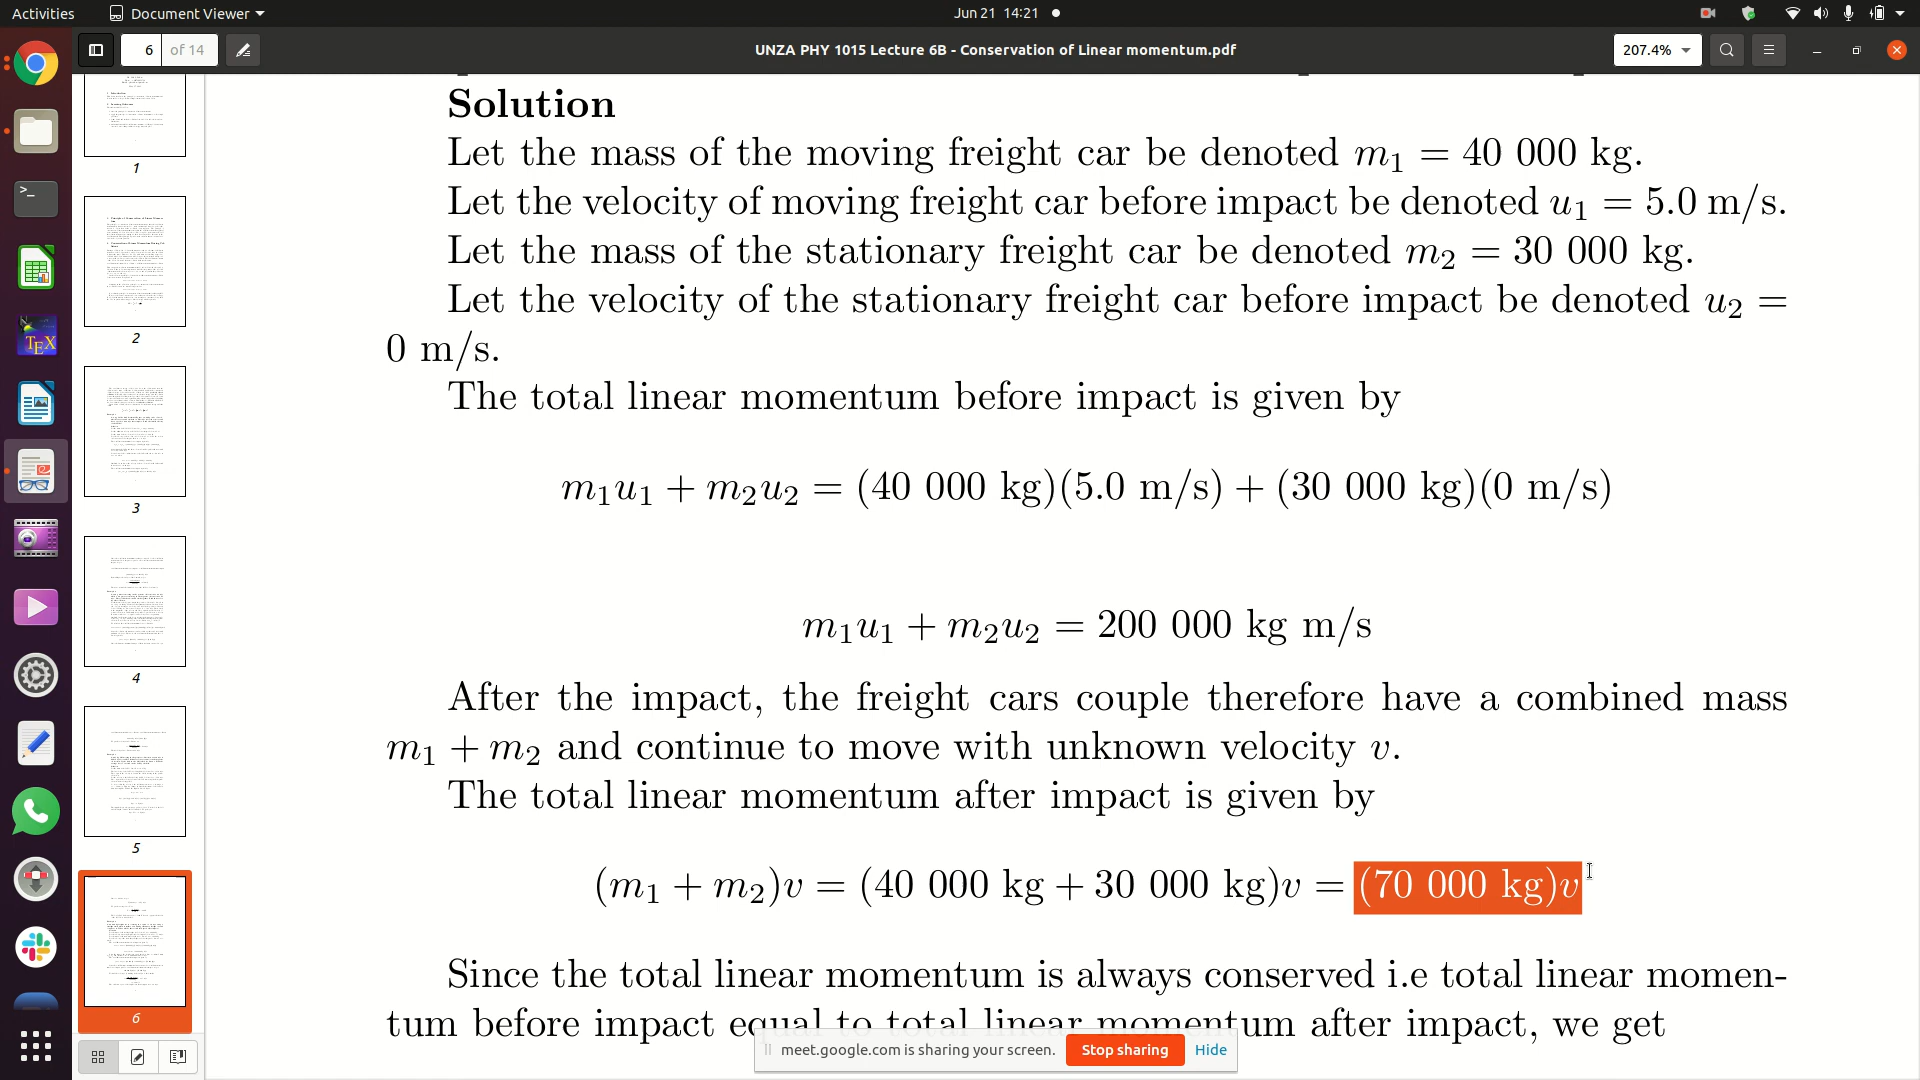 Activities
Document Viewer
Jun 21 14:21
6 of 14
UNZA PHY 1015 Lecture 6B - Conservation of Linear momentum.pdf
207.4%
1
2
3
4
5
6
Solution
Let the mass of the moving freight car be denoted m₁ = 40 000 kg.
Let the velocity of moving freight car before impact be denoted u₁ = 5.0 m/s.
Let the mass of the stationary freight car be denoted m₂ = 30 000 kg.
Let the velocity of the stationary freight car before impact be denoted u₂ =
0 m/s.
The total linear momentum before impact is given by
m₁u₁ + m₂u₂ = (40 000 kg)(5.0 m/s) + (30 000 kg)(0 m/s)
m₁u₁ + m₂u₂ = 200 000 kg m/s
After the impact, the freight cars couple therefore have a combined mass
m₁ + m₂ and continue to move with unknown velocity v.
The total linear momentum after impact is given by
(m₁ + m₂)v = (40 000 kg + 30 000 kg)v = (70 000 kg)v
Since the total linear momentum is always conserved i.e total linear momen-
tum before impact equal to total linear momentum after impact, we get
meet.google.com is sharing your screen.
Stop sharing
Hide